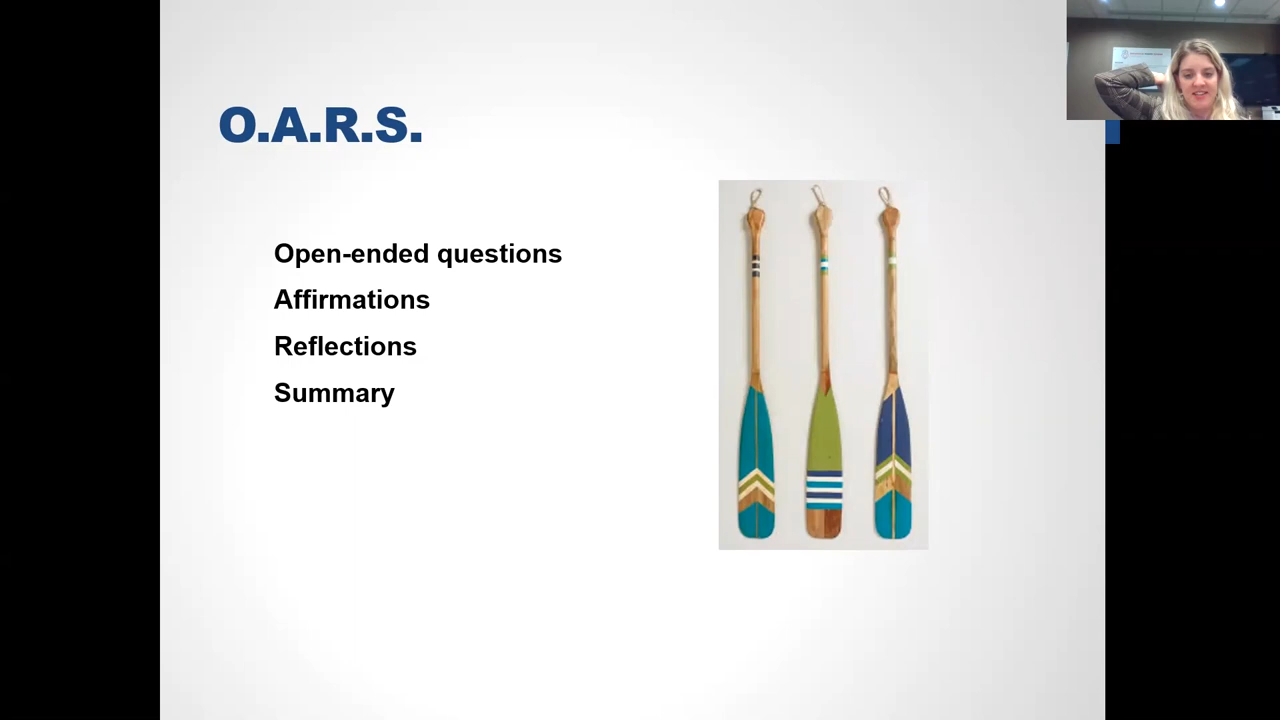 O.A.R.S.
Open-ended questions
Affirmations
Reflections
Summary